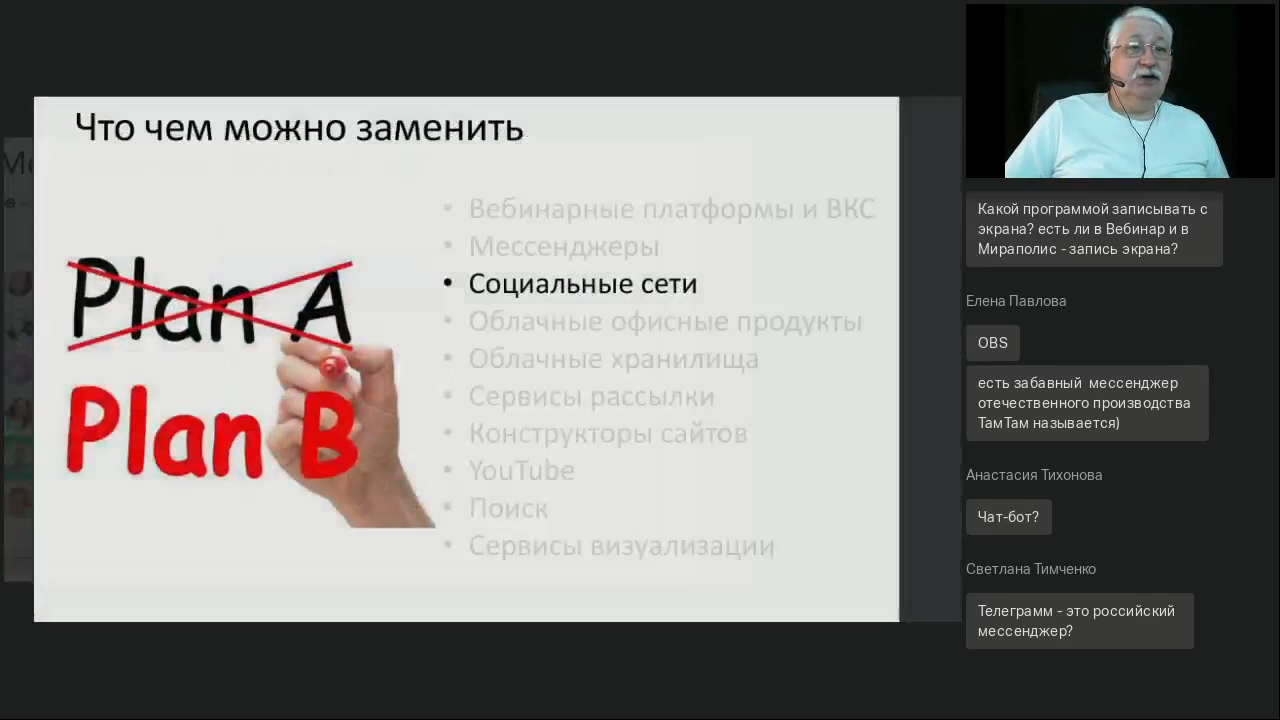 Что чем можно заменить
Plan A
Plan B
• Вебинарные платформы и ВКС
• Мессенджеры
• Социальные сети
• Облачные офисные продукты
• Облачные хранилища
• Сервисы рассылки
• Конструкторы сайтов
• YouTube
• Поиск
• Сервисы визуализации
Какой программой записывать с
экрана? есть ли в Вебинар и в
Мираполис - запись экрана?
Елена Павлова
OBS
есть забавный мессенджер
отечественного производства
ТамТам называется)
Анастасия Тихонова
Чат-бот?
Светлана Тимченко
Телеграмм - это российский
мессенджер?